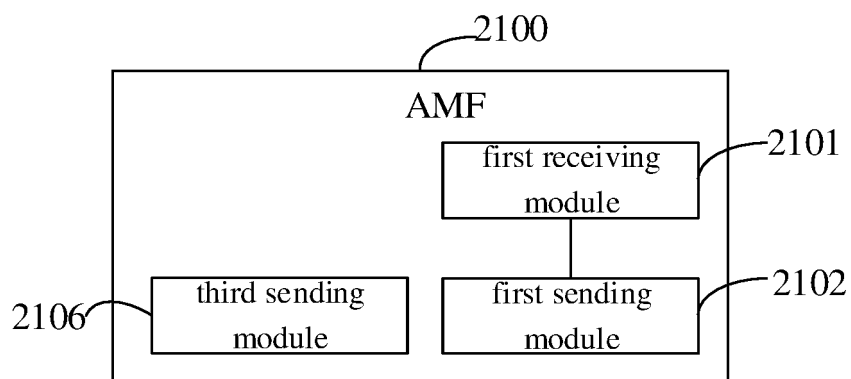 2100
AMF
first receiving
module
2101
third sending
module
first sending
module
2102
2106